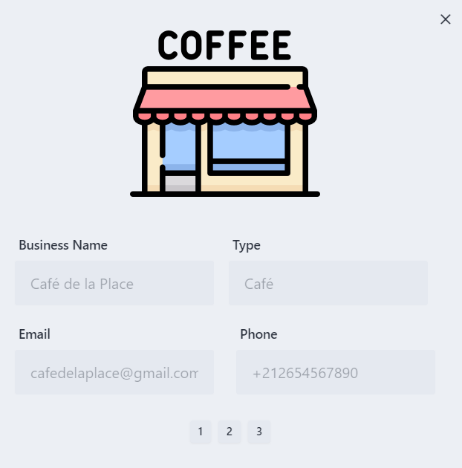 COFFEE
Business Name Type
Café de la Place Café
Email Phone
cafedelaplace@gmail.com +212654567890
1 2 3